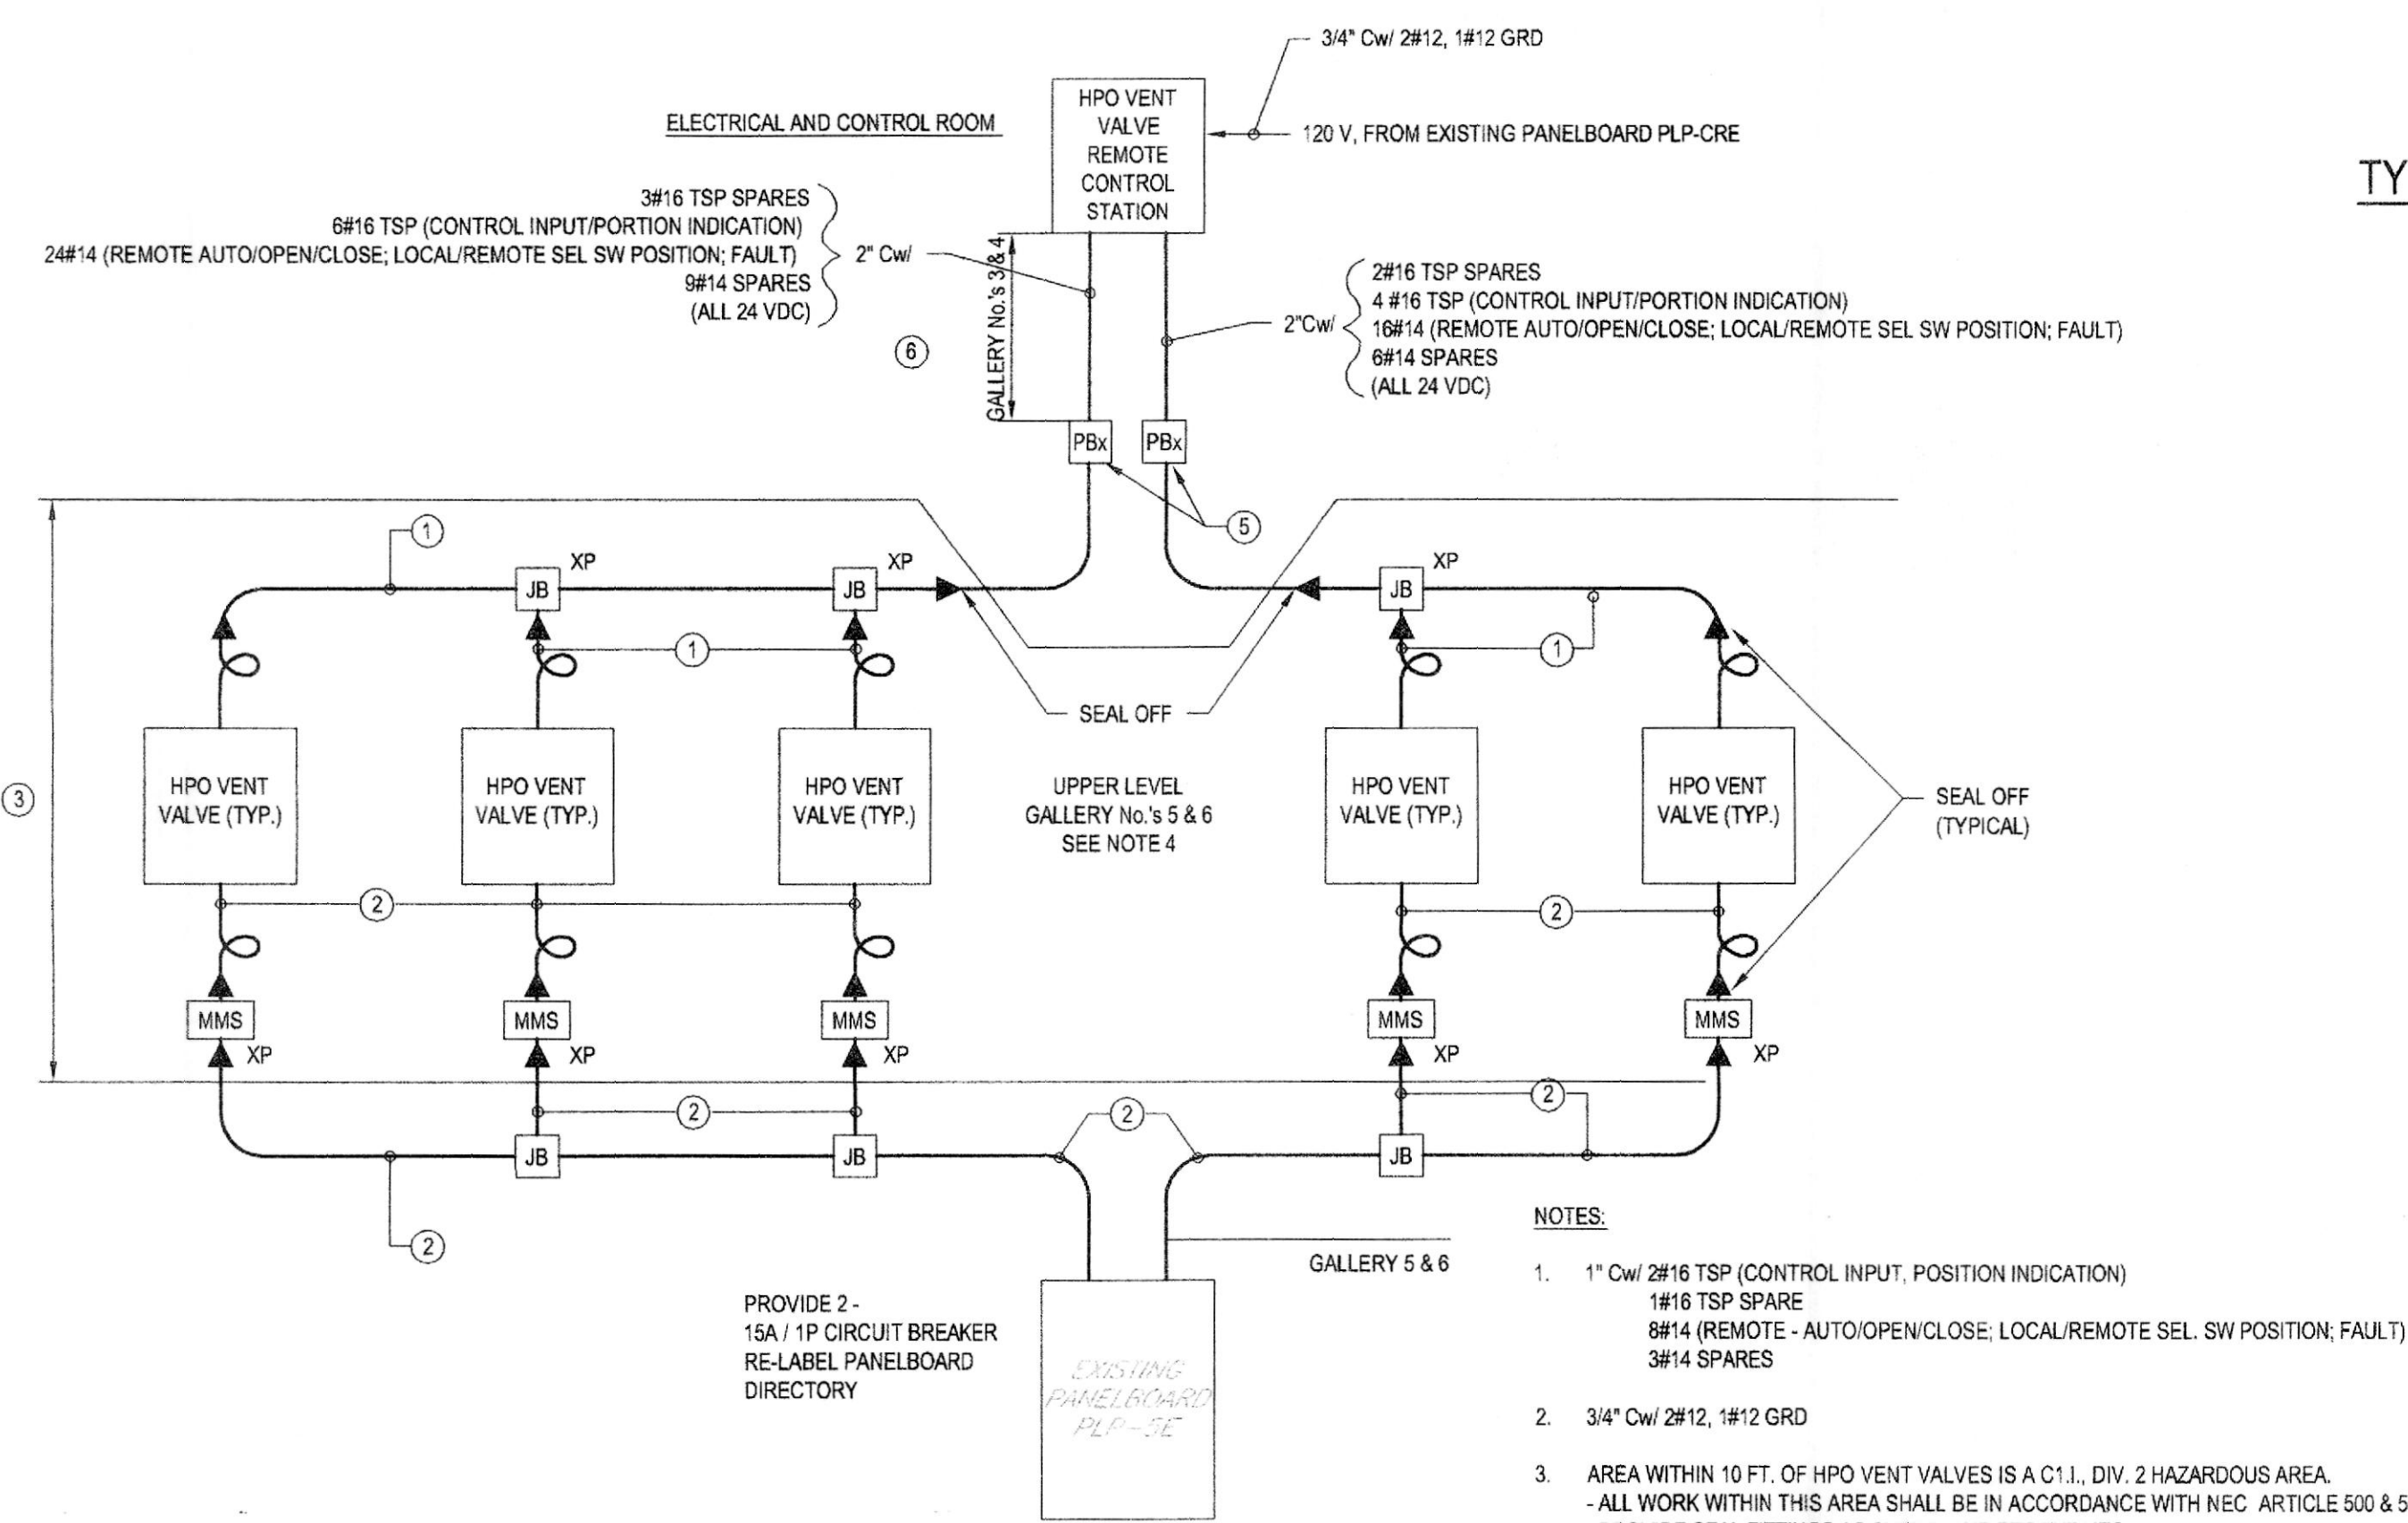 3/4" Cw/ 2#12, 1#12 GRD
HPO VENT
VALVE
REMOTE
CONTROL
STATION
ELECTRICAL AND CONTROL ROOM
120 V, FROM EXISTING PANELBOARD PLP-CRE
TY
3#16 TSP SPARES
6#16 TSP (CONTROL INPUT/PORTION INDICATION)
24#14 (REMOTE AUTO/OPEN/CLOSE; LOCAL/REMOTE SEL SW POSITION; FAULT)
9#14 SPARES
(ALL 24 VDC)
2" Cw/
GALLERY No.'s 3 & 4
6
2"Cw/
2#16 TSP SPARES
4 #16 TSP (CONTROL INPUT/PORTION INDICATION)
16#14 (REMOTE AUTO/OPEN/CLOSE; LOCAL/REMOTE SEL SW POSITION; FAULT)
6#14 SPARES
(ALL 24 VDC)
PBx
PBx
5
1
JB
XP
JB
XP
JB
XP
1
1
SEAL OFF
3
HPO VENT
VALVE (TYP.)
HPO VENT
VALVE (TYP.)
HPO VENT
VALVE (TYP.)
UPPER LEVEL
GALLERY No.'s 5 & 6
SEE NOTE 4
HPO VENT
VALVE (TYP.)
HPO VENT
VALVE (TYP.)
SEAL OFF
(TYPICAL)
2
2
MMS
MMS
MMS
MMS
MMS
XP
XP
XP
XP
XP
2
2
2
JB
JB
JB
2
GALLERY 5 & 6
PROVIDE 2 -
15A / 1P CIRCUIT BREAKER
RE-LABEL PANELBOARD
DIRECTORY
EXISTING
PANELBOARD
PLP-5E
NOTES:
1. 1" Cw/ 2#16 TSP (CONTROL INPUT, POSITION INDICATION)
1#16 TSP SPARE
8#14 (REMOTE - AUTO/OPEN/CLOSE; LOCAL/REMOTE SEL. SW POSITION; FAULT)
3#14 SPARES
2. 3/4" Cw/ 2#12, 1#12 GRD
3. AREA WITHIN 10 FT. OF HPO VENT VALVES IS A C1.I., DIV. 2 HAZARDOUS AREA.
- ALL WORK WITHIN THIS AREA SHALL BE IN ACCORDANCE WITH NEC ARTICLE 500 & 5